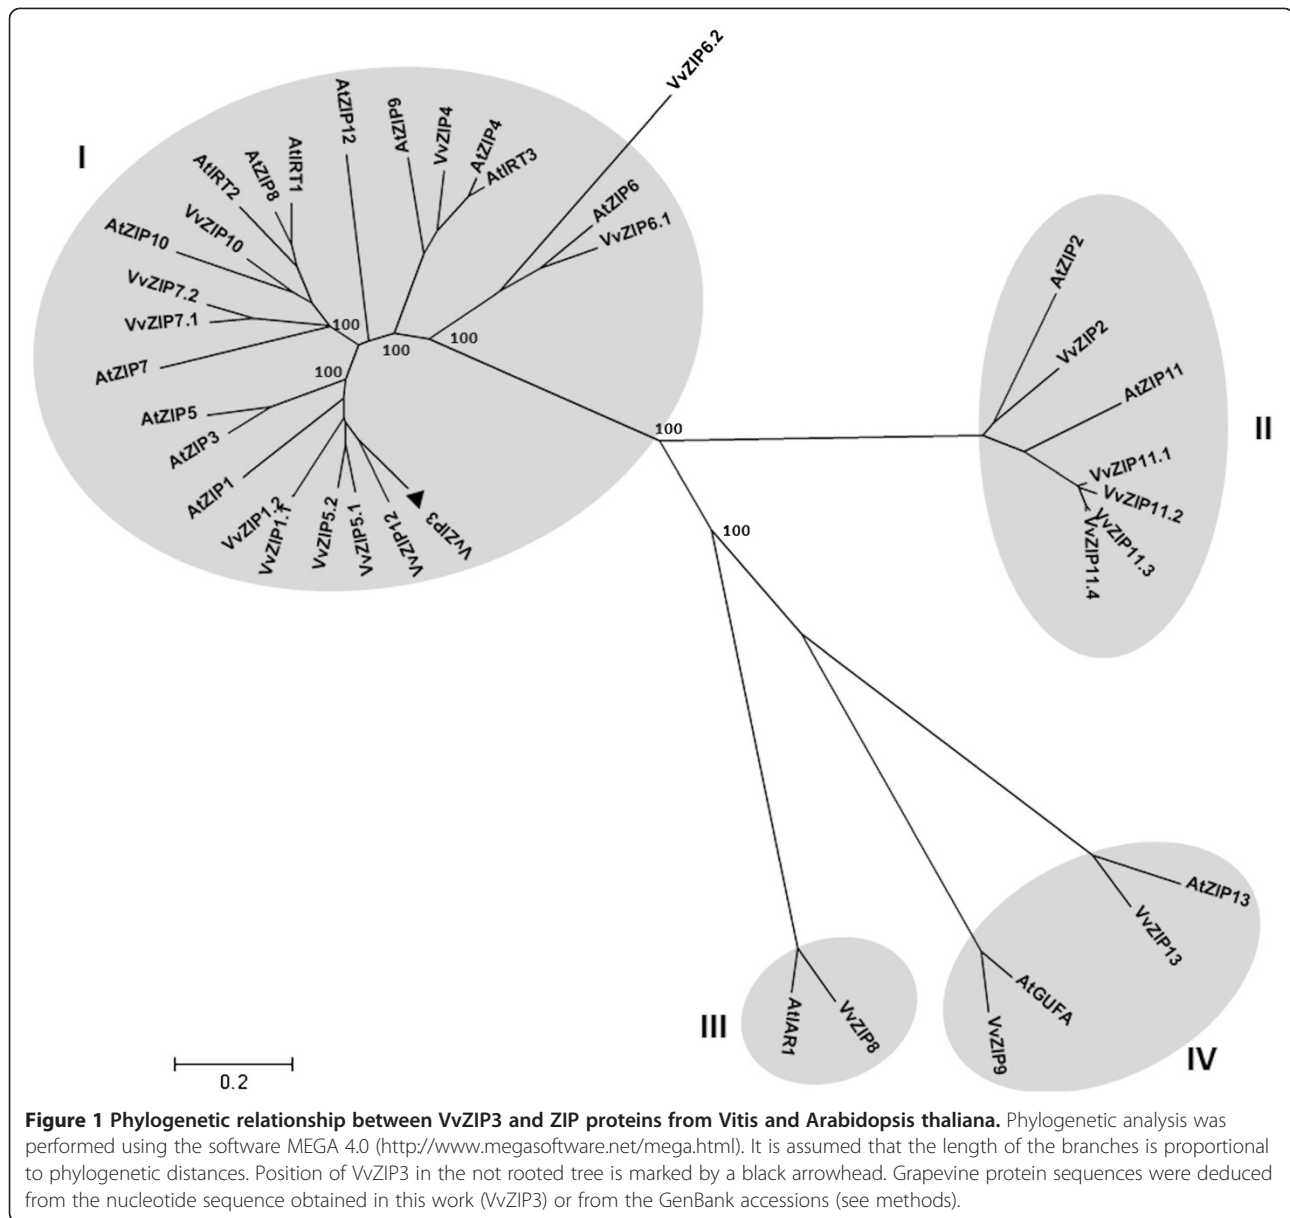 VvZIP6.2
I
AtZIP12
AtZIP9
VvZIP4
AtZIP4
AtIRT3
AtIRT1
AtZIP8
AtIRT2
VvZIP10
AtZIP10
AtZIP6
VvZIP6.1
VvZIP7.2
VvZIP7.1
AtZIP7
100
100
100
100
AtZIP5
AtZIP3
AtZIP1
VvZIP1.2
VvZIP1.1
VvZIP5.2
VvZIP5.1
VvZIP12
VvZIP3
100
100
AtZIP2
VvZIP2
AtZIP11
II
VvZIP11.1
VvZIP11.2
VvZIP11.3
VvZIP11.4
AtZIP13
VvZIP13
AtGUFA
VvZIP9
IV
III
AtIAR1
VvZIP8
0.2
Figure 1 Phylogenetic relationship between VvZIP3 and ZIP proteins from Vitis and Arabidopsis thaliana. Phylogenetic analysis was
performed using the software MEGA 4.0 (http://www.megasoftware.net/mega.html). It is assumed that the length of the branches is proportional
to phylogenetic distances. Position of VvZIP3 in the not rooted tree is marked by a black arrowhead. Grapevine protein sequences were deduced
from the nucleotide sequence obtained in this work (VvZIP3) or from the GenBank accessions (see methods).